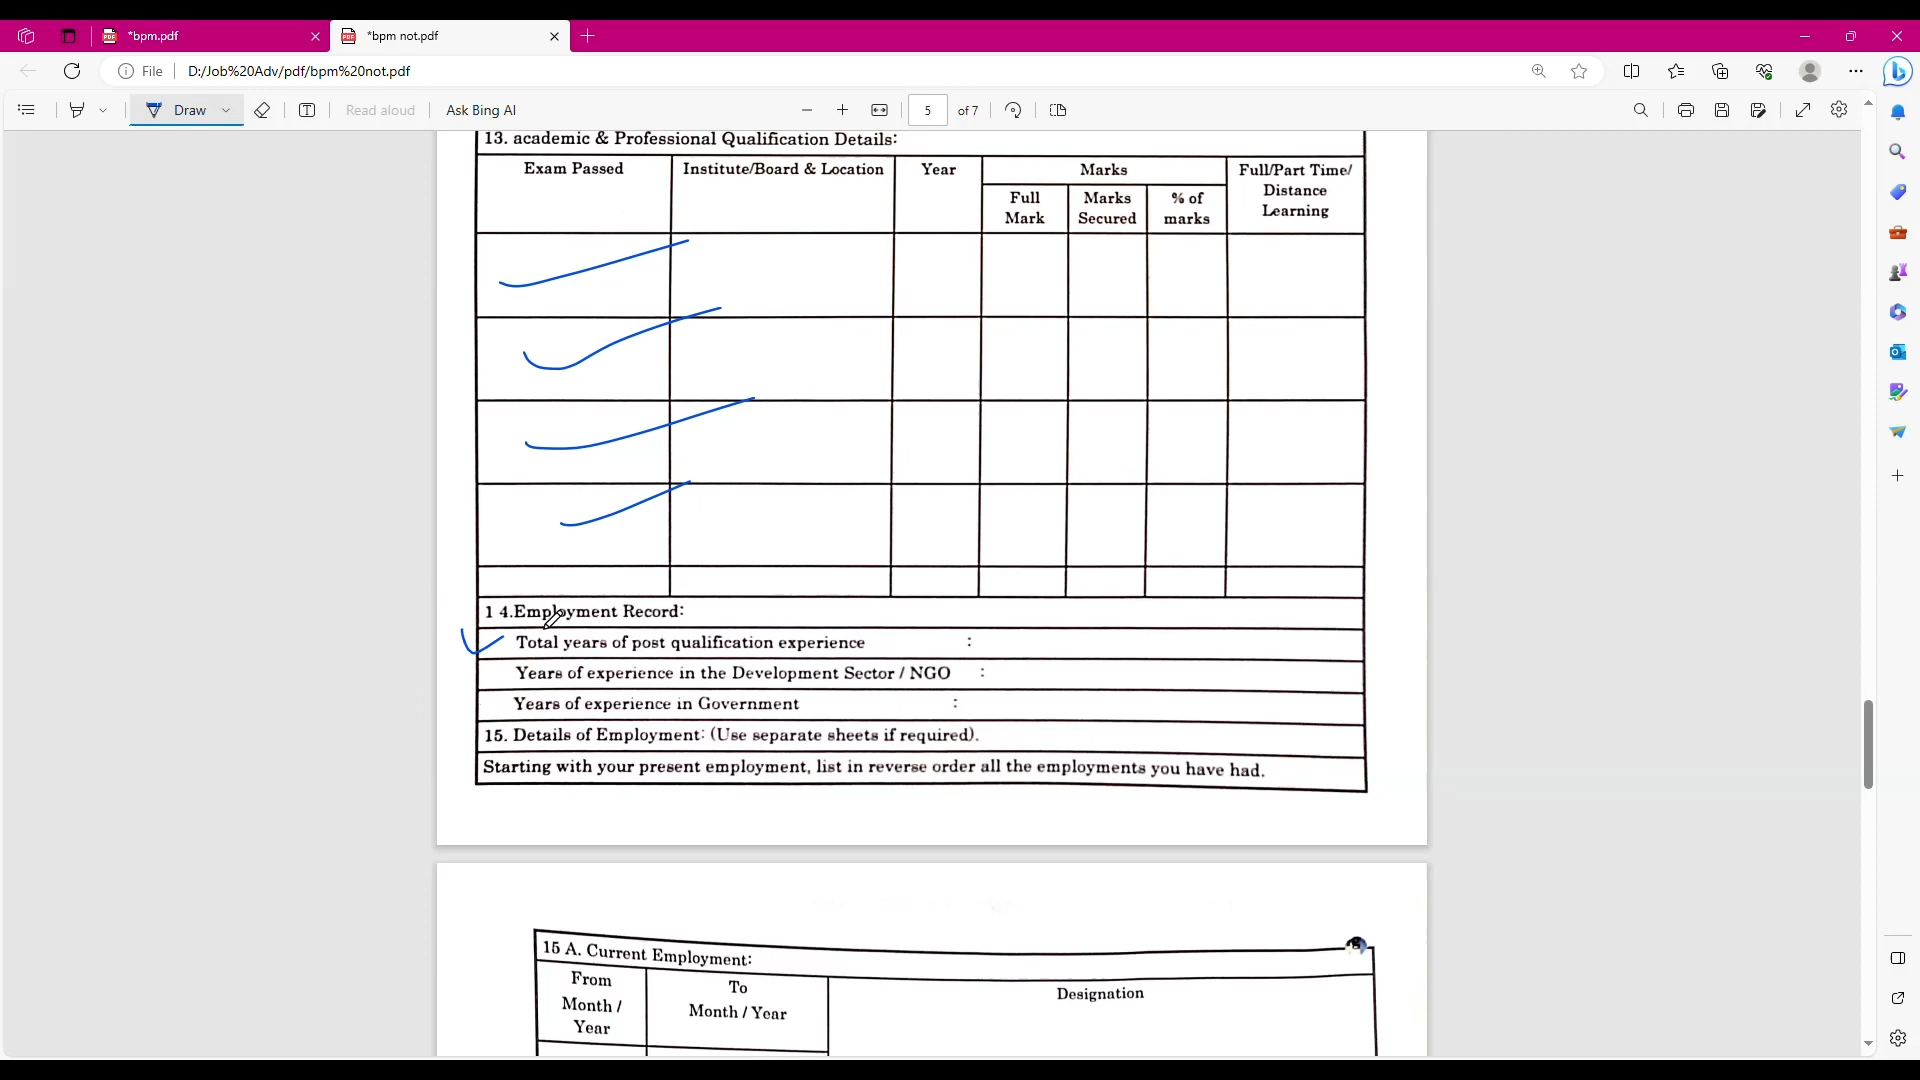 *bpm.pdf
*bpm not.pdf
File
D:/Job%20Adv/pdf/bpm%20not.pdf
Draw
Read aloud
Ask Bing AI
5
of 7
13. academic & Professional Qualification Details:
Exam Passed
Institute/Board & Location
Year
Marks
Full/Part Time/
Distance
Learning
Full
Mark
Marks
Secured
% of
marks
1 4.Employment Record:
Total years of post qualification experience :
Years of experience in the Development Sector / NGO :
Years of experience in Government :
15. Details of Employment: (Use separate sheets if required).
Starting with your present employment, list in reverse order all the employments you have had.
15 A. Current Employment:
From
Month /
Year
To
Month / Year
Designation